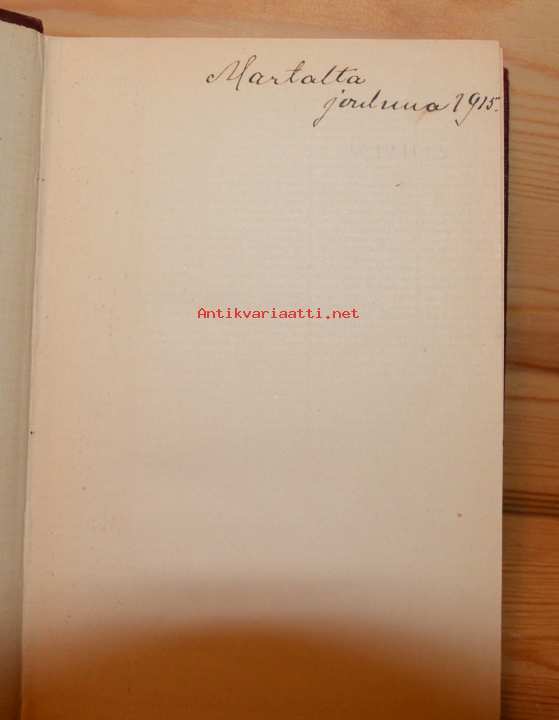 Martalta
jouluna 1915.
Antikvariaatti.net